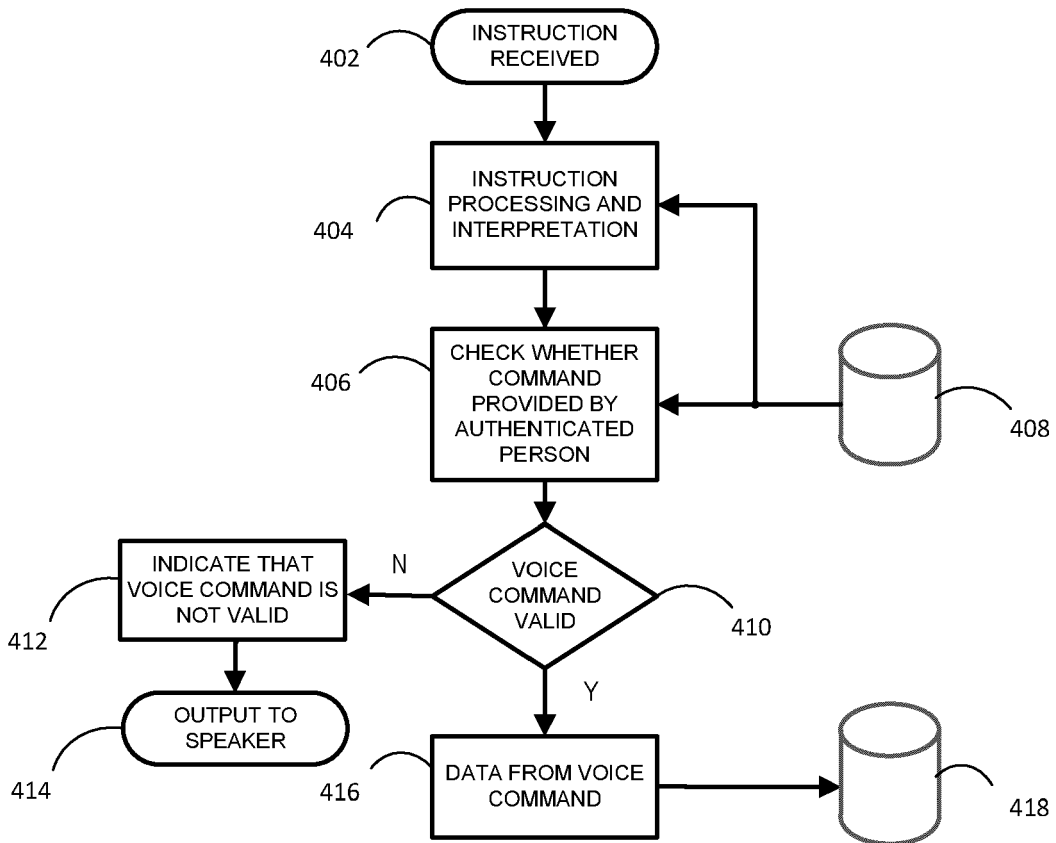 INSTRUCTION
RECEIVED
402
INSTRUCTION
PROCESSING AND
INTERPRETATION
404
CHECK WHETHER
COMMAND
PROVIDED BY
AUTHENTICATED
PERSON
406
408
VOICE
COMMAND
VALID
410
N
INDICATE THAT
VOICE COMMAND IS
NOT VALID
412
Y
OUTPUT TO
SPEAKER
414
DATA FROM VOICE
COMMAND
416
418